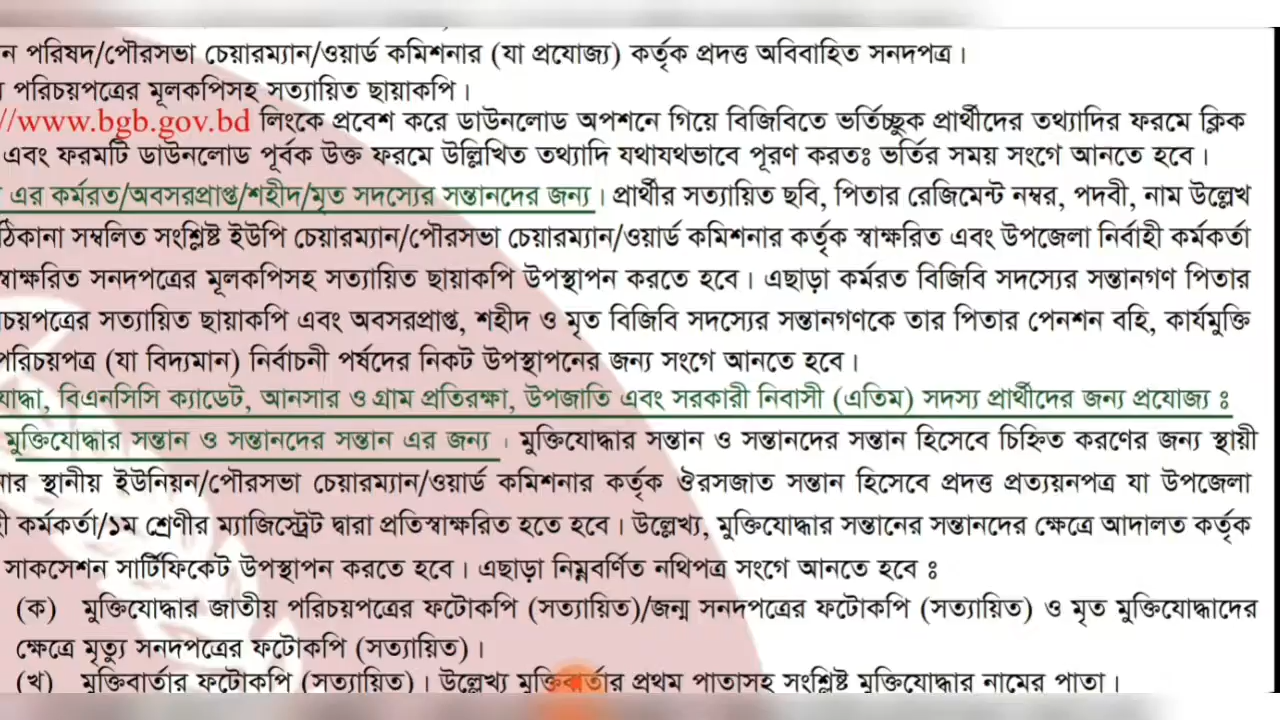 ন পরিষদ/পৌরসভা চেয়ারম্যান/ওয়ার্ড কমিশনার (যা প্রযোজ্য) কর্তৃক প্রদত্ত অবিবাহিত সনদপত্র।
পরিচয়পত্রের মূলকপিসহ সত্যায়িত ছায়াকপি।
//www.bgb.gov.bd লিংকে প্রবেশ করে ডাউনলোড অপশনে গিয়ে বিজিবিতে ভর্তিচ্ছুক প্রার্থীদের তথ্যাদির ফরমে ক্লিক
এবং ফরমটি ডাউনলোড পূর্বক উক্ত ফরমে উল্লিখিত তথ্যাদি যথাযথভাবে পূরণ করতঃ ভর্তির সময় সংগে আনতে হবে।
এর কর্মরত/অবসরপ্রাপ্ত/শহীদ/মৃত সদস্যের সন্তানদের জন্য। প্রার্থীর সত্যায়িত ছবি, পিতার রেজিমেন্ট নম্বর, পদবী, নাম উল্লেখ
ঠিকানা সম্বলিত সংশ্লিষ্ট ইউপি চেয়ারম্যান/পৌরসভা চেয়ারম্যান/ওয়ার্ড কমিশনার কর্তৃক স্বাক্ষরিত এবং উপজেলা নির্বাহী কর্মকর্তা
স্বাক্ষরিত সনদপত্রের মূলকপিসহ সত্যায়িত ছায়াকপি উপস্থাপন করতে হবে। এছাড়া কর্মরত বিজিবি সদস্যের সন্তানগণ পিতার
চয়পত্রের সত্যায়িত ছায়াকপি এবং অবসরপ্রাপ্ত, শহীদ ও মৃত বিজিবি সদস্যের সন্তানগণকে তার পিতার পেনশন বহি, কার্যমুক্তি
পরিচয়পত্র (যা বিদ্যমান) নির্বাচনী পর্ষদের নিকট উপস্থাপনের জন্য সংগে আনতে হবে।
যোদ্ধা, বিএনসিসি ক্যাডেট, আনসার ও গ্রাম প্রতিরক্ষা, উপজাতি এবং সরকারী নিবাসী (এতিম) সদস্য প্রার্থীদের জন্য প্রযোজ্য ঃ
মুক্তিযোদ্ধার সন্তান ও সন্তানদের সন্তান এর জন্য । মুক্তিযোদ্ধার সন্তান ও সন্তানদের সন্তান হিসেবে চিহ্নিত করণের জন্য স্থায়ী
নার স্থানীয় ইউনিয়ন/পৌরসভা চেয়ারম্যান/ওয়ার্ড কমিশনার কর্তৃক ঔরসজাত সন্তান হিসেবে প্রদত্ত প্রত্যয়নপত্র যা উপজেলা
হী কর্মকর্তা/১ম শ্রেণীর ম্যাজিস্ট্রেট দ্বারা প্রতিস্বাক্ষরিত হতে হবে। উল্লেখ্য, মুক্তিযোদ্ধার সন্তানের সন্তানদের ক্ষেত্রে আদালত কর্তৃক
সাকসেশন সার্টিফিকেট উপস্থাপন করতে হবে। এছাড়া নিম্নবর্ণিত নথিপত্র সংগে আনতে হবে ঃ
(ক) মুক্তিযোদ্ধার জাতীয় পরিচয়পত্রের ফটোকপি (সত্যায়িত)/জন্ম সনদপত্রের ফটোকপি (সত্যায়িত) ও মৃত মুক্তিযোদ্ধাদের
ক্ষেত্রে মৃত্যু সনদপত্রের ফটোকপি (সত্যায়িত)।
(খ) মুক্তিবার্তার ফটোকপি (সত্যায়িত)। উল্লেখ্য মুক্তিবার্তার প্রথম পাতাসহ সংশ্লিষ্ট মুক্তিযোদ্ধার নামের পাতা।